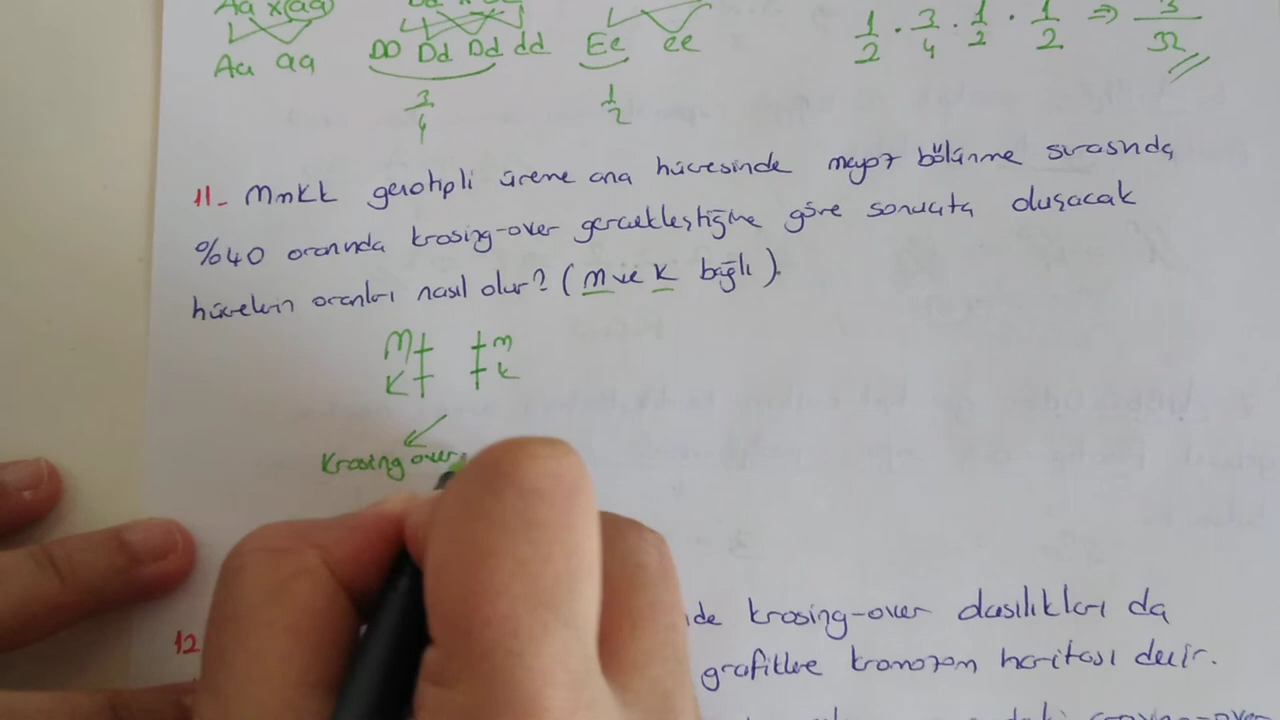 Aa x (aa)
Aa aa DD Dd Dd dd Ee ee 1/2 · 3/4 · 1/2 · 1/2 ⇒ 3/32
3/4 1/2
11- MmKk genotipli üreme ana hücresinde mayoz bölünme sırasında
%40 oranında krosing-over gerçekleştiğine göre sonuçta oluşacak
hücrelerin oranları nasıl olur? (M ve K bağlı).
M m
K k
Krosing over
12
de krosing-over dasılıkları da
grafiklere kromozom haritası denir.